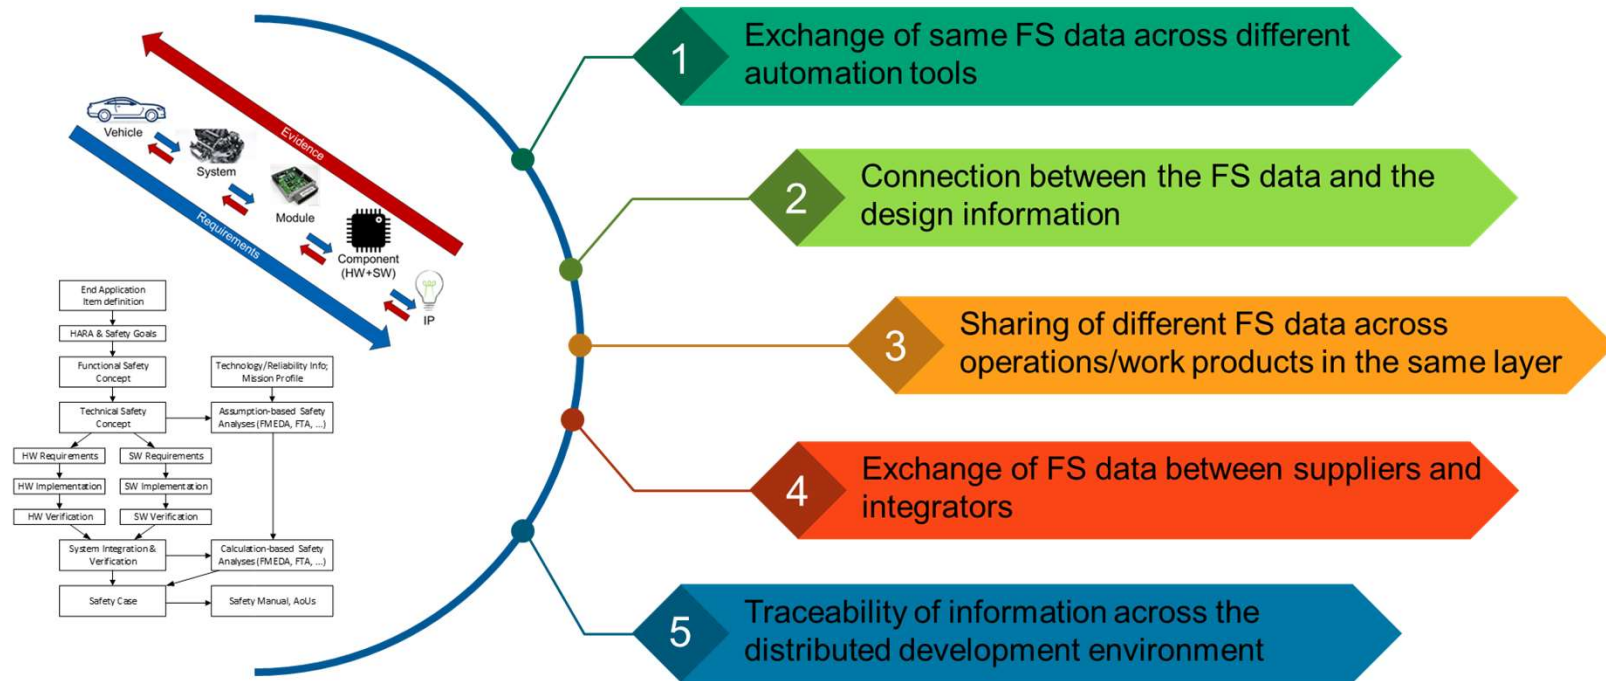 Evidence
Vehicle
System
Module
Component
(HW+SW)
IP
Requirements
End Application
Item definition
HARA & Safety Goals
Functional Safety
Concept
Technology/Reliability Info;
Mission Profile
Technical Safety
Concept
Assumption-based Safety
Analyses (FMEDA, FTA, ...)
HW Requirements
SW Requirements
HW Implementation
SW Implementation
HW Verification
SW Verification
System Integration &
Verification
Calculation-based Safety
Analyses (FMEDA, FTA, ...)
Safety Case
Safety Manual, AoUs
1
Exchange of same FS data across different
automation tools
2
Connection between the FS data and the
design information
3
Sharing of different FS data across
operations/work products in the same layer
4
Exchange of FS data between suppliers and
integrators
5
Traceability of information across the
distributed development environment